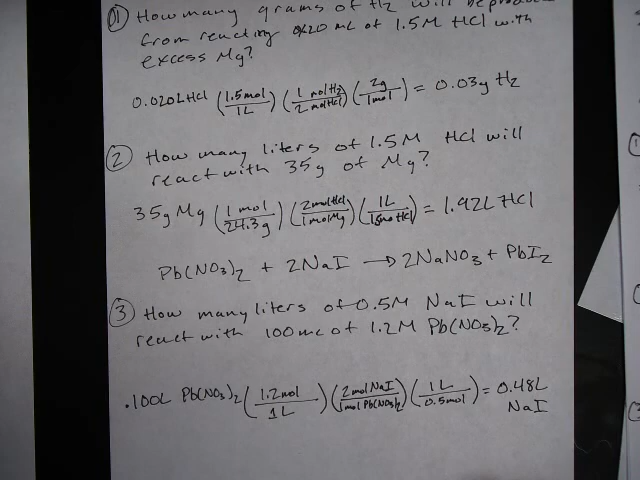 ① How many grams of H2 will be produc
from reacting 20 mL of 1.5M HCl with
excess Mg?
0.020L HCl (1.5mol/1L) (1 mol H2/2 mol HCl) (2g/1mol) = 0.03g H2
② How many liters of 1.5M HCl will
react with 35g of Mg?
35g Mg (1 mol/24.3g) (2 mol HCl/1 mol Mg) (1L/1.5mol HCl) = 1.92L HCl
Pb(NO3)2 + 2NaI → 2NaNO3 + PbI2
③ How many liters of 0.5M NaI will
react with 100 mL of 1.2M Pb(NO3)2?
.100L Pb(NO3)2 (1.2mol/1L) (2 mol NaI/1 mol Pb(NO3)2) (1L/0.5mol) = 0.48L
NaI